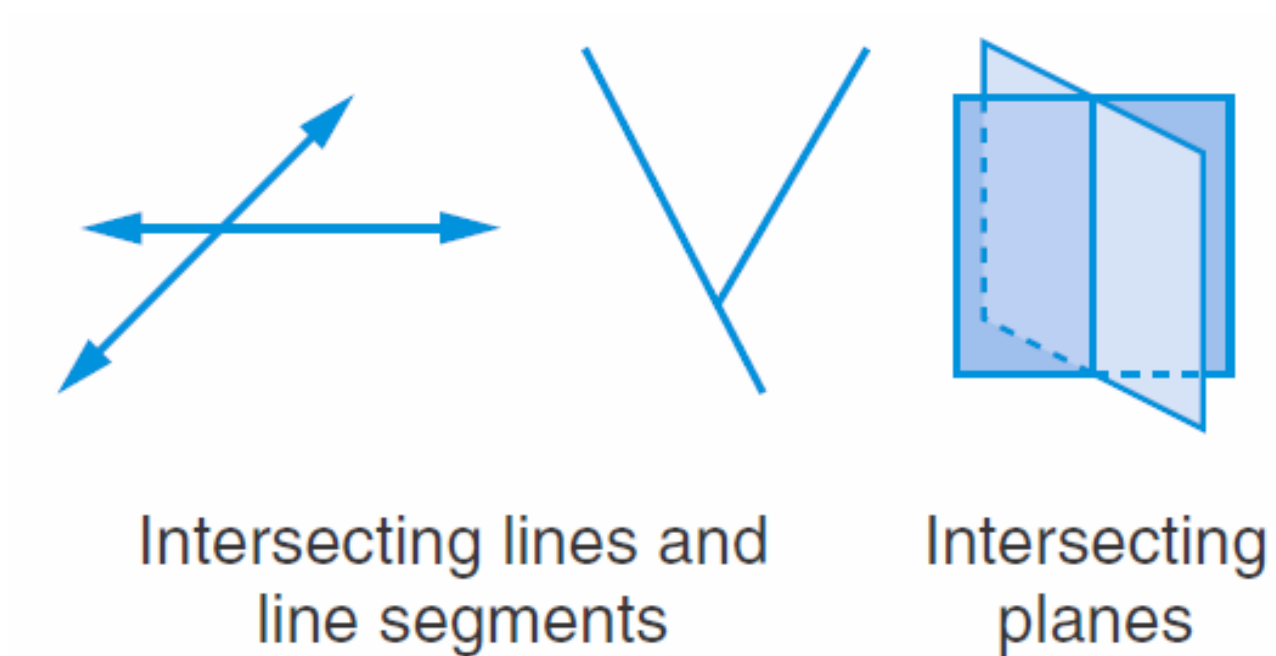 Intersecting lines and
line segments
Intersecting
planes